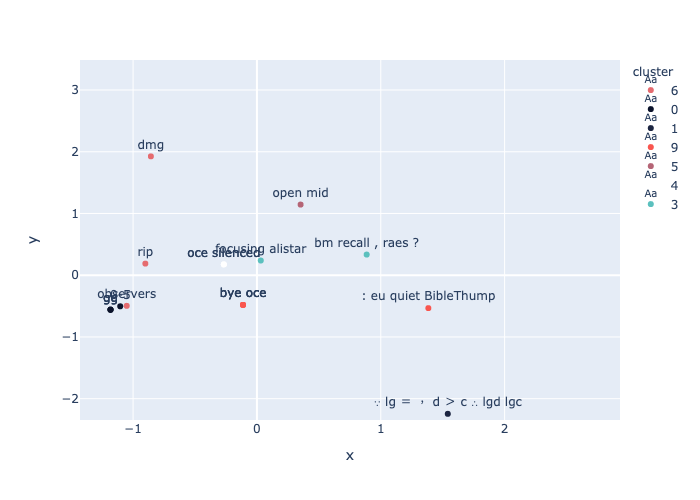 cluster
Aa
6
Aa
0
Aa
1
Aa
9
Aa
5
Aa
4
Aa
3
3
2
1
0
−1
−2
y
dmg
open mid
bm recall , raes ?
focusing alistar
oce silenced
rip
observers
gg
bye oce
: eu quiet BibleThump
lgd lgc
−1
0
1
2
x